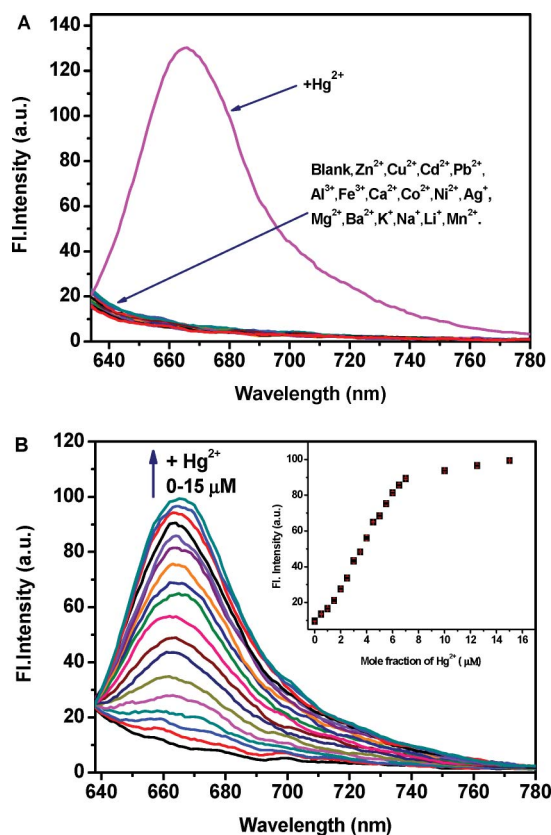 A
140
120
100
80
60
40
20
0
Fl.Intensity (a.u.)
+Hg²⁺
Blank,Zn²⁺,Cu²⁺,Cd²⁺,Pb²⁺,
Al³⁺,Fe³⁺,Ca²⁺,Co²⁺,Ni²⁺,Ag⁺,
Mg²⁺,Ba²⁺,K⁺,Na⁺,Li⁺,Mn²⁺.
640 660 680 700 720 740 760 780
Wavelength (nm)
B
120
100
80
60
40
20
0
Fl.Intensity (a.u.)
+ Hg²⁺
0-15 μM
100
80
60
40
20
Fl. Intensity (a.u.)
0 2 4 6 8 10 12 14 16
Mole fraction of Hg²⁺ ( μM)
640 660 680 700 720 740 760 780
Wavelength (nm)